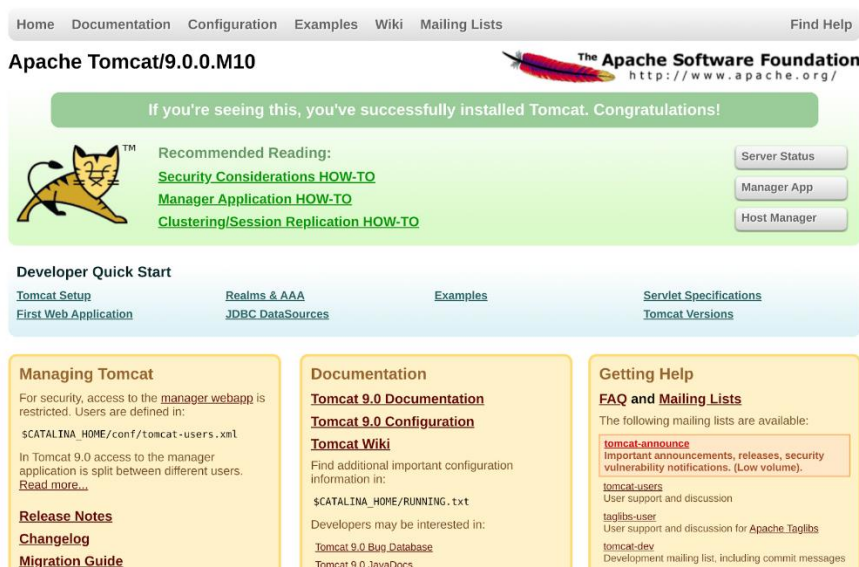 Home Documentation Configuration Examples Wiki Mailing Lists Find Help
Apache Tomcat/9.0.0.M10
The Apache Software Foundation
http://www.apache.org/
If you're seeing this, you've successfully installed Tomcat. Congratulations!
TM
Recommended Reading:
Security Considerations HOW-TO
Manager Application HOW-TO
Clustering/Session Replication HOW-TO
Server Status
Manager App
Host Manager
Developer Quick Start
Tomcat Setup
First Web Application
Realms & AAA
JDBC DataSources
Examples
Servlet Specifications
Tomcat Versions
Managing Tomcat
For security, access to the manager webapp is
restricted. Users are defined in:
$CATALINA_HOME/conf/tomcat-users.xml
In Tomcat 9.0 access to the manager
application is split between different users.
Read more...
Release Notes
Changelog
Migration Guide
Documentation
Tomcat 9.0 Documentation
Tomcat 9.0 Configuration
Tomcat Wiki
Find additional important configuration
information in:
$CATALINA_HOME/RUNNING.txt
Developers may be interested in:
Tomcat 9.0 Bug Database
Tomcat 9.0 JavaDocs
Getting Help
FAQ and Mailing Lists
The following mailing lists are available:
tomcat-announce
Important announcements, releases, security
vulnerability notifications. (Low volume).
tomcat-users
User support and discussion
taglibs-user
User support and discussion for Apache Taglibs
tomcat-dev
Development mailing list, including commit messages